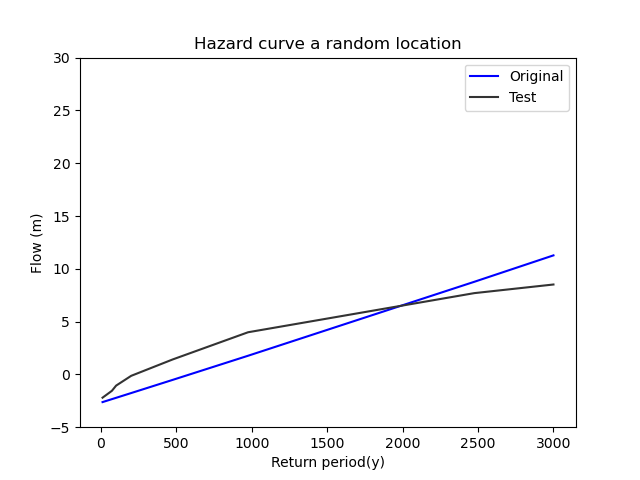 Hazard curve a random location
Original
Test
30
25
20
15
10
5
0
−5
Flow (m)
0 500 1000 1500 2000 2500 3000
Return period(y)